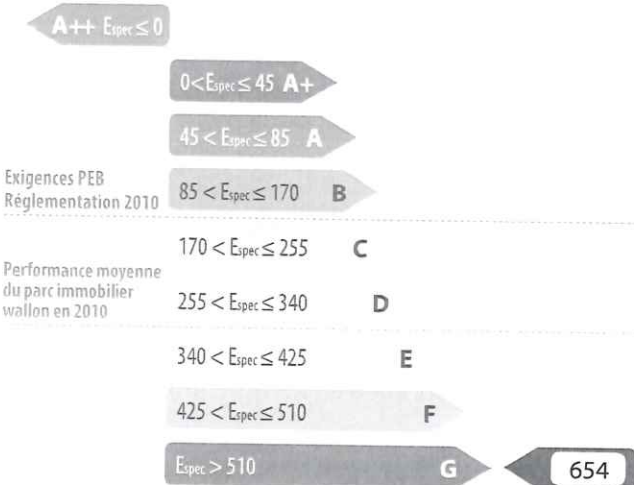 A++ Espec ≤ 0
0 < Espec ≤ 45 A+
45 < Espec ≤ 85 A
Exigences PEB
Réglementation 2010
85 < Espec ≤ 170 B
170 < Espec ≤ 255 C
Performance moyenne
du parc immobilier
wallon en 2010
255 < Espec ≤ 340 D
340 < Espec ≤ 425 E
425 < Espec ≤ 510 F
Espec > 510 G 654